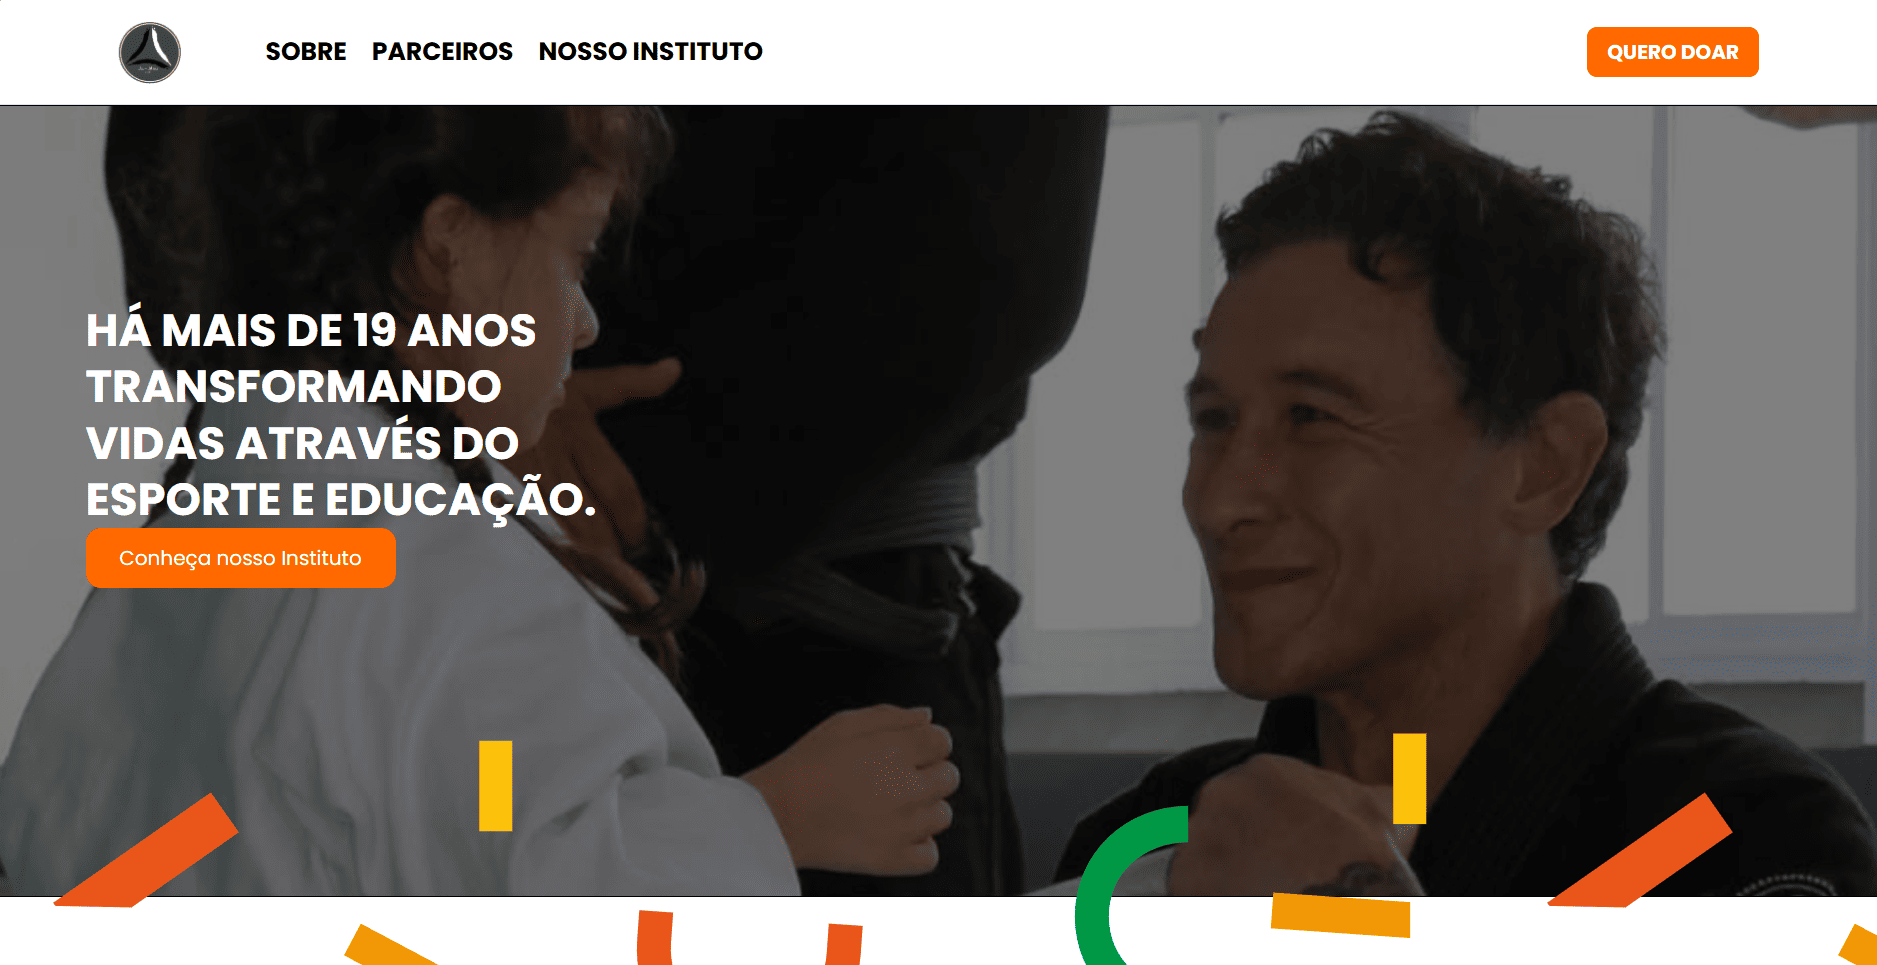 SOBRE PARCEIROS NOSSO INSTITUTO QUERO DOAR
HÁ MAIS DE 19 ANOS
TRANSFORMANDO
VIDAS ATRAVÉS DO
ESPORTE E EDUCAÇÃO.
Conheça nosso Instituto